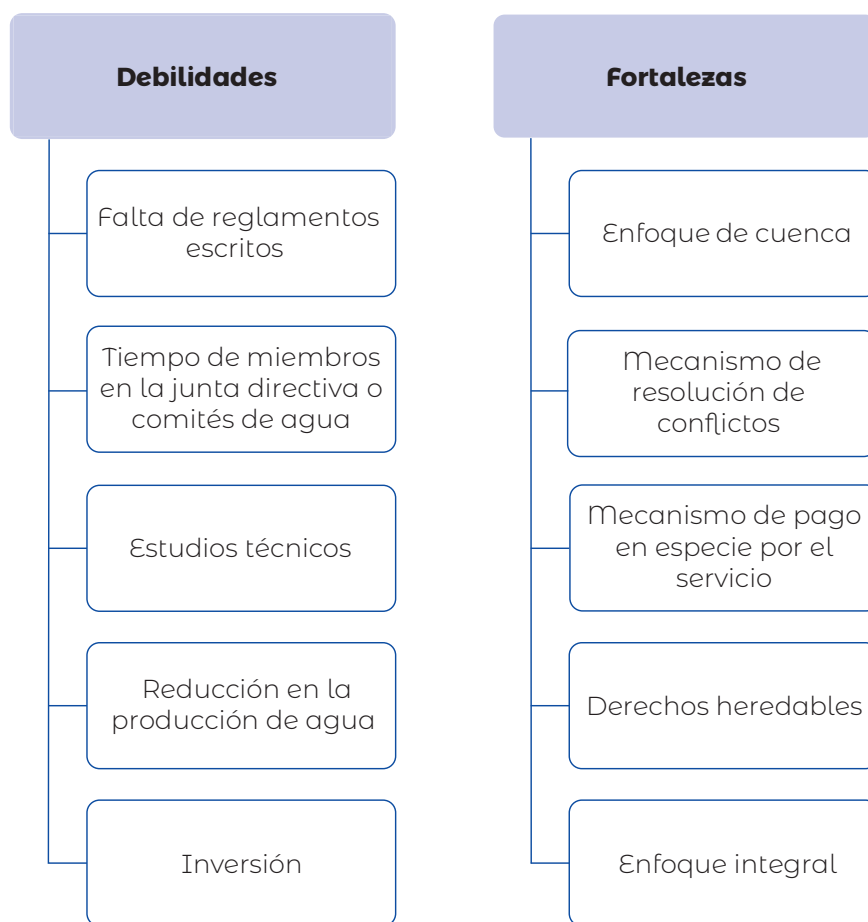 Debilidades
Falta de reglamentos
escritos
Tiempo de miembros
en la junta directiva o
comités de agua
Estudios técnicos
Reducción en la
producción de agua
Inversión
Fortalezas
Enfoque de cuenca
Mecanismo de
resolución de
conflictos
Mecanismo de pago
en especie por el
servicio
Derechos heredables
Enfoque integral